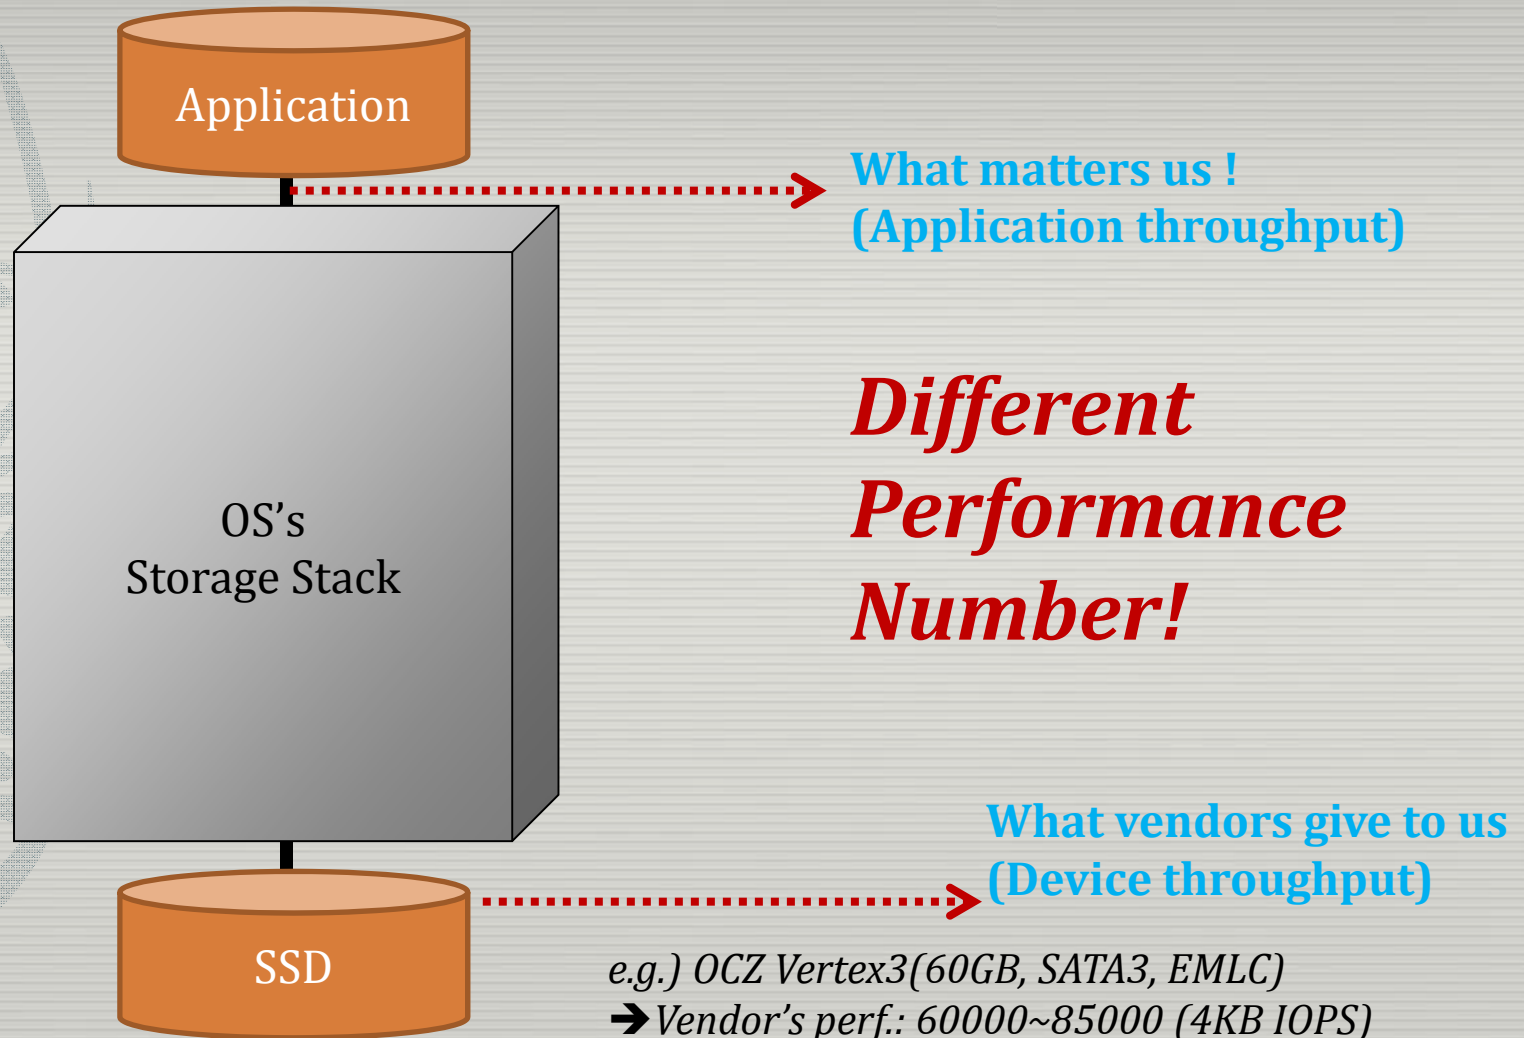 Application
What matters us !
(Application throughput)
Different
Performance
Number!
OS’s
Storage Stack
What vendors give to us
(Device throughput)
SSD
e.g.) OCZ Vertex3(60GB, SATA3, EMLC)
➔Vendor’s perf.: 60000~85000 (4KB IOPS)